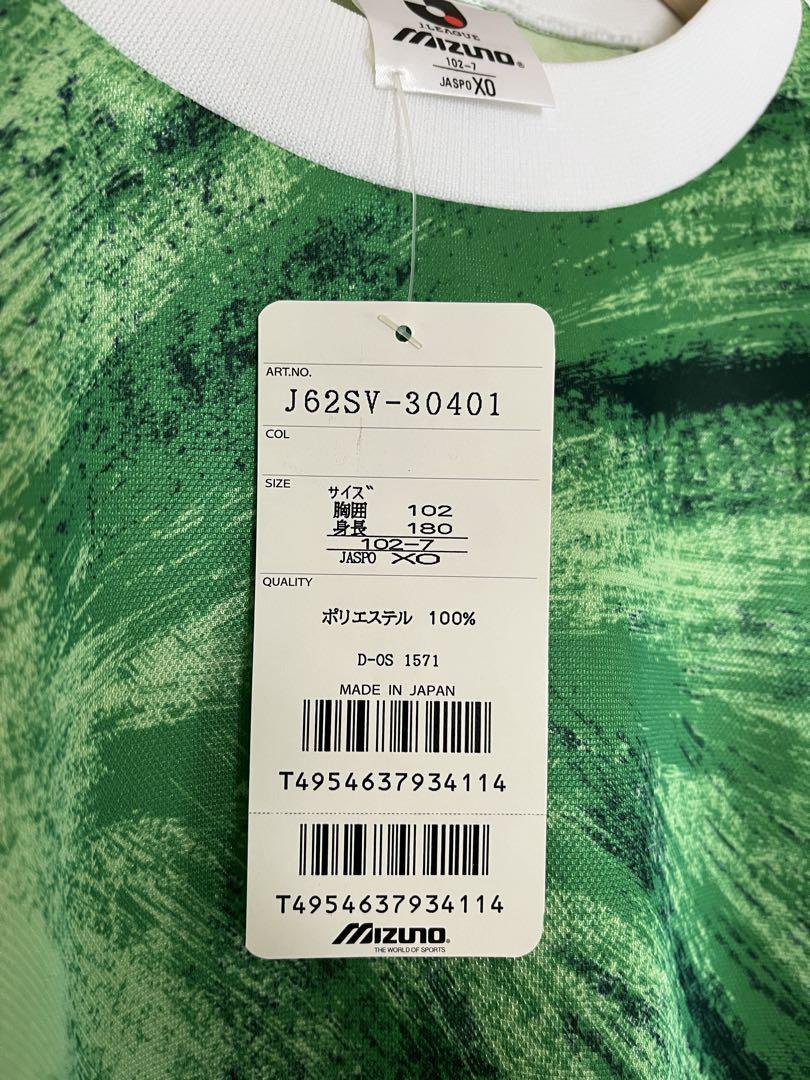 J.LEAGUE
MIZUNO®
102-7
JASPO XO
ART.NO.
J62SV-30401
COL
SIZE
サイズ
胸囲 102
身長 180
102-7
JASPO XO
QUALITY
ポリエステル 100%
D-OS 1571
MADE IN JAPAN
T4954637934114
T4954637934114
MIZUNO®
THE WORLD OF SPORTS